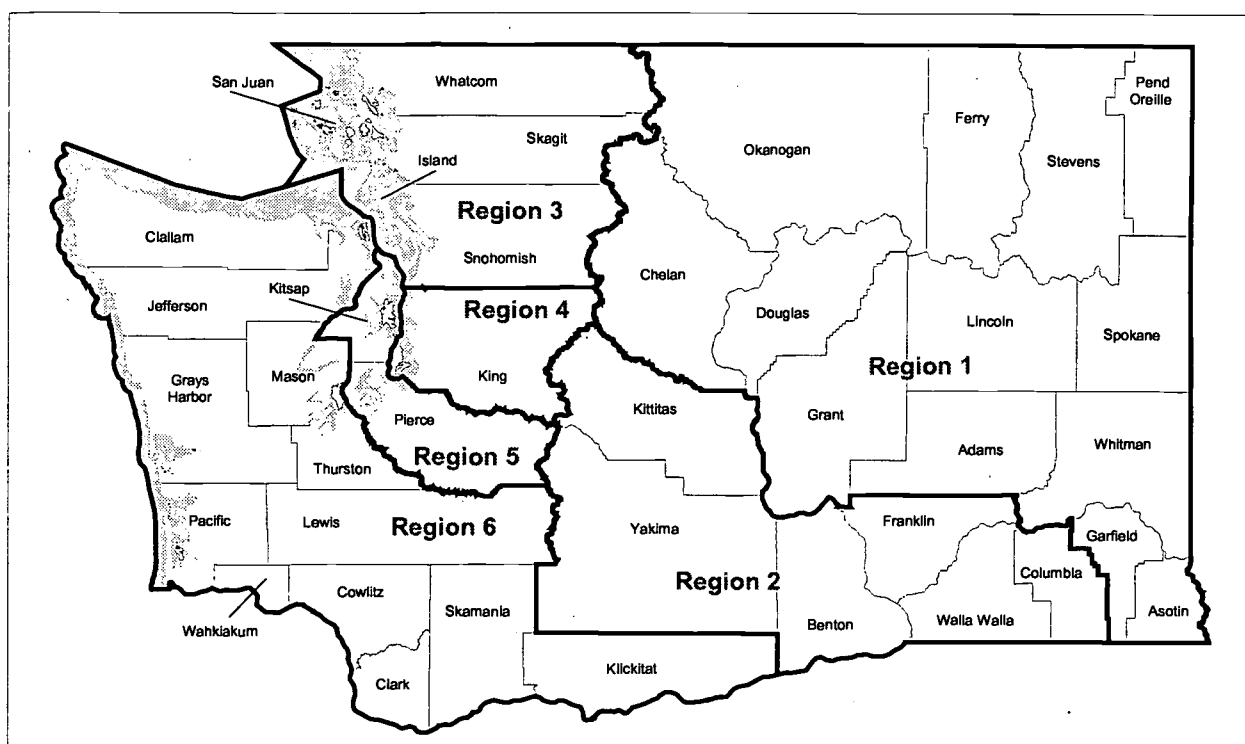 San Juan
Whatcom
Pend
Oreille
Ferry
Skagit
Okanogan
Stevens
Island
Region 3
Clallam
Snohomish
Chelan
Kitsap
Jefferson
Region 4
Douglas
Lincoln
Spokane
Region 1
Mason
King
Grays
Harbor
Kittitas
Grant
Pierce
Whitman
Adams
Region 5
Thurston
Pacific
Lewis
Region 6
Yakima
Franklin
Garfield
Region 2
Columbia
Cowlitz
Skamania
Asotin
Wahkiakum
Benton
Walla Walla
Klickitat
Clark